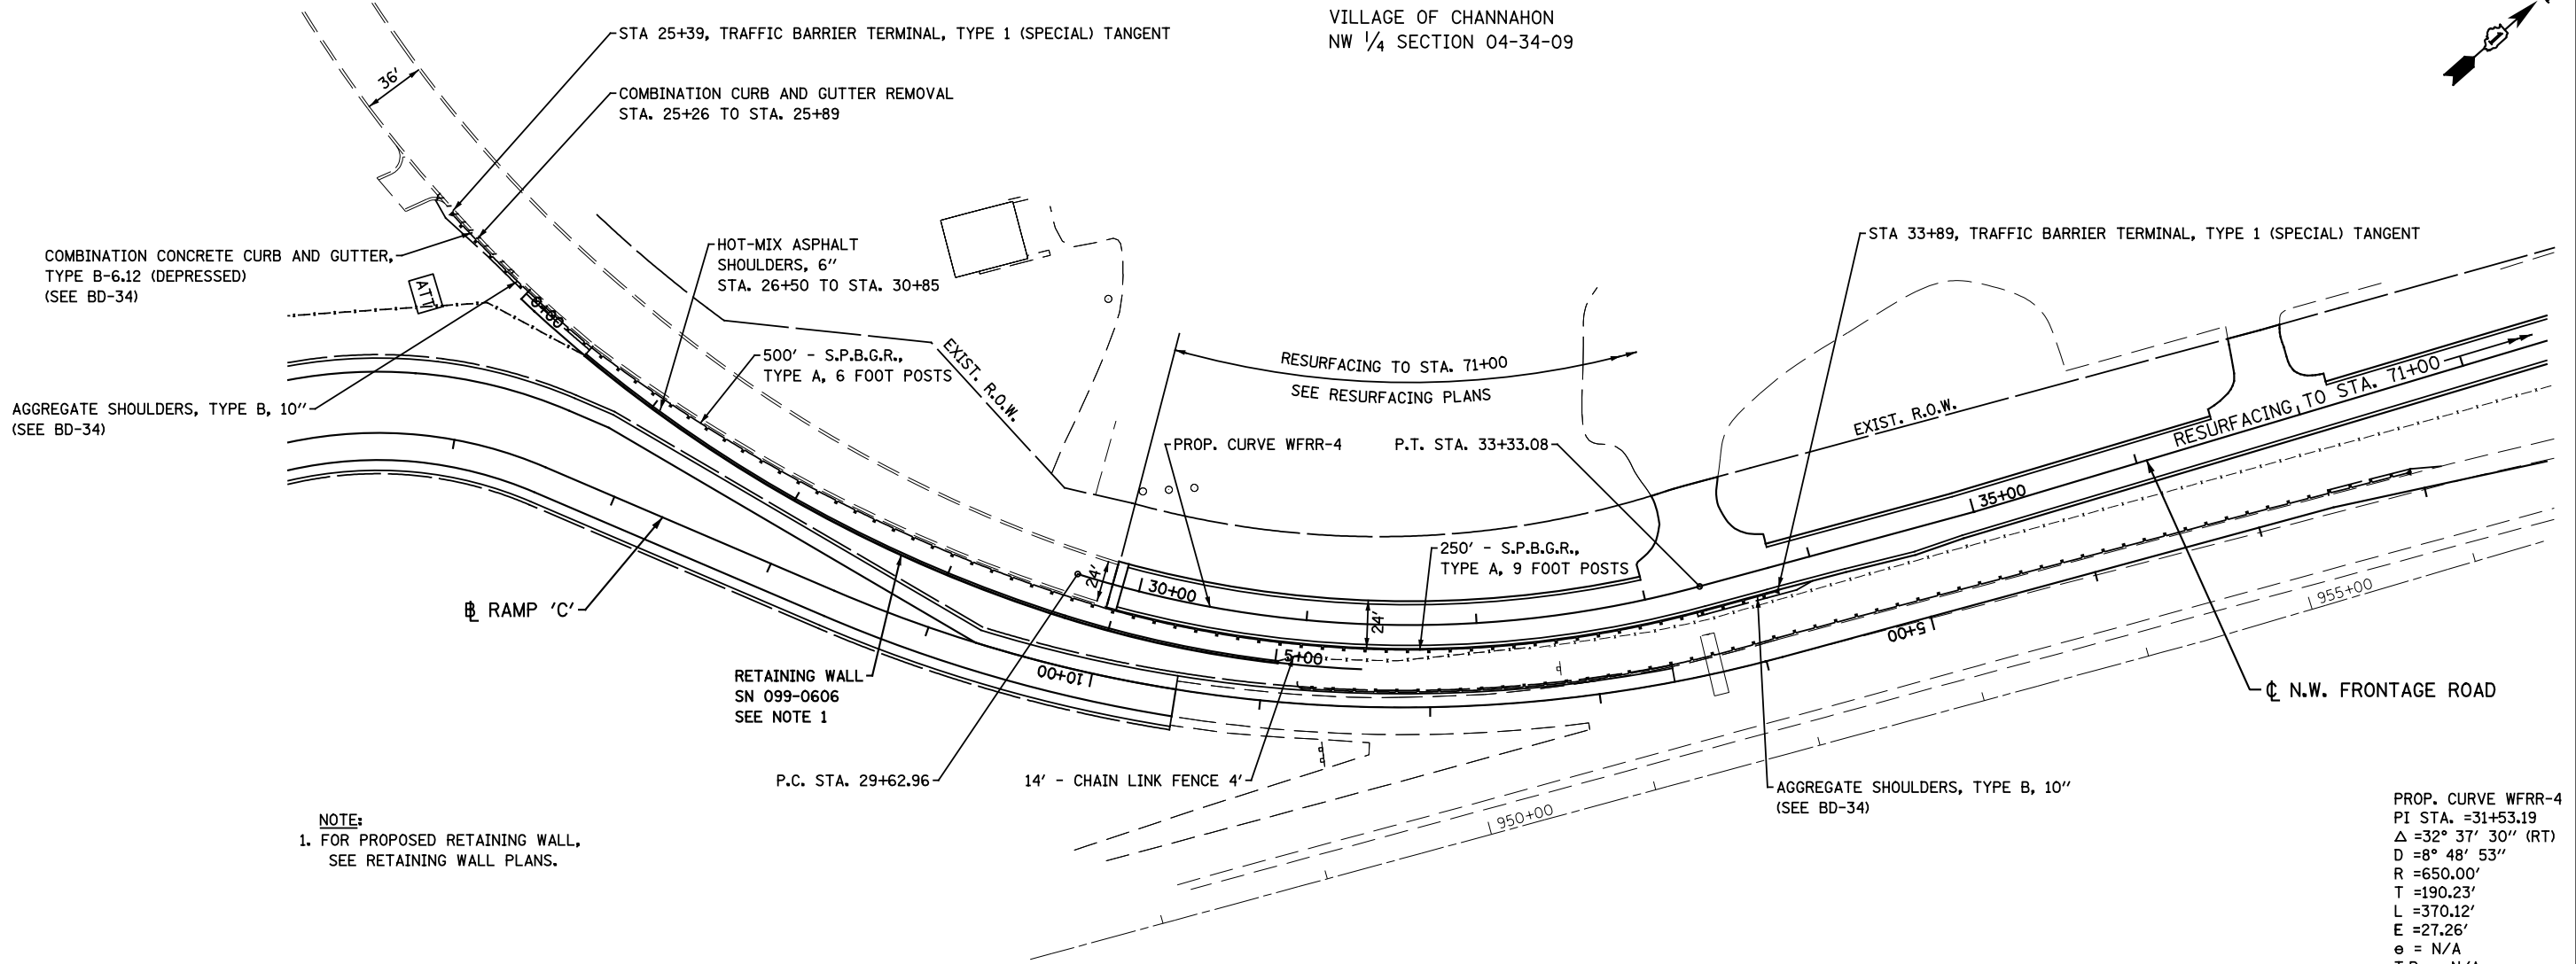 VILLAGE OF CHANNAHON
NW 1/4 SECTION 04-34-09
STA 25+39, TRAFFIC BARRIER TERMINAL, TYPE 1 (SPECIAL) TANGENT
36'
COMBINATION CURB AND GUTTER REMOVAL
STA. 25+26 TO STA. 25+89
COMBINATION CONCRETE CURB AND GUTTER,
TYPE B-6.12 (DEPRESSED)
(SEE BD-34)
ATT
HOT-MIX ASPHALT
SHOULDERS, 6"
STA. 26+50 TO STA. 30+85
STA 33+89, TRAFFIC BARRIER TERMINAL, TYPE 1 (SPECIAL) TANGENT
0+00
500' - S.P.B.G.R.,
TYPE A, 6 FOOT POSTS
EXIST. R.O.W.
RESURFACING TO STA. 71+00
SEE RESURFACING PLANS
AGGREGATE SHOULDERS, TYPE B, 10"
(SEE BD-34)
EXIST. R.O.W.
RESURFACING TO STA. 71+00
PROP. CURVE WFRR-4
P.T. STA. 33+33.08
35+00
250' - S.P.B.G.R.,
TYPE A, 9 FOOT POSTS
24'
30+00
24'
℄ RAMP 'C'
5+00
5+00
955+00
10+00
RETAINING WALL
SN 099-0606
SEE NOTE 1
℄ N.W. FRONTAGE ROAD
P.C. STA. 29+62.96
14' - CHAIN LINK FENCE 4'
AGGREGATE SHOULDERS, TYPE B, 10"
(SEE BD-34)
950+00
NOTE:
1. FOR PROPOSED RETAINING WALL,
SEE RETAINING WALL PLANS.
PROP. CURVE WFRR-4
PI STA. =31+53.19
Δ =32° 37' 30" (RT)
D =8° 48' 53"
R =650.00'
T =190.23'
L =370.12'
E =27.26'
e = N/A